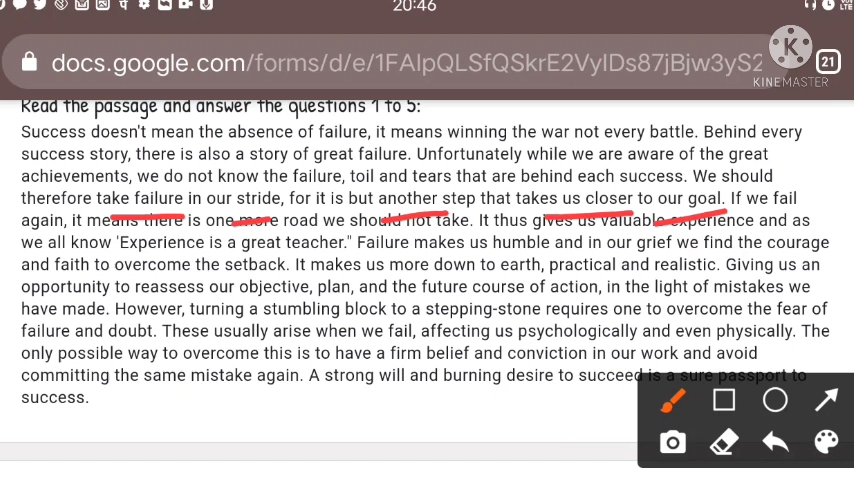 20:46
VOI
LTE
docs.google.com/forms/d/e/1FAIpQLSfQSkrE2VyIDs87jBjw3yS2
21
K
KINEMASTER
Read the passage and answer the questions 1 to 5:
Success doesn't mean the absence of failure, it means winning the war not every battle. Behind every
success story, there is also a story of great failure. Unfortunately while we are aware of the great
achievements, we do not know the failure, toil and tears that are behind each success. We should
therefore take failure in our stride, for it is but another step that takes us closer to our goal. If we fail
again, it means there is one more road we should not take. It thus gives us valuable experience and as
we all know 'Experience is a great teacher." Failure makes us humble and in our grief we find the courage
and faith to overcome the setback. It makes us more down to earth, practical and realistic. Giving us an
opportunity to reassess our objective, plan, and the future course of action, in the light of mistakes we
have made. However, turning a stumbling block to a stepping-stone requires one to overcome the fear of
failure and doubt. These usually arise when we fail, affecting us psychologically and even physically. The
only possible way to overcome this is to have a firm belief and conviction in our work and avoid
committing the same mistake again. A strong will and burning desire to succeed is a sure passport to
success.